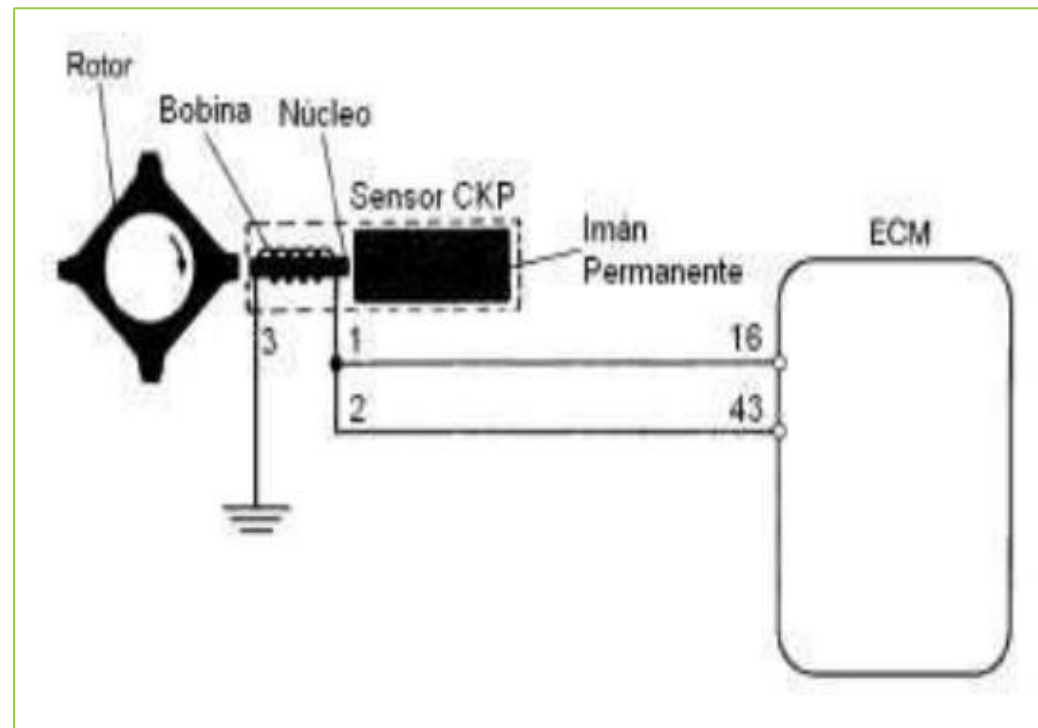 Rotor
Bobina
Núcleo
Sensor CKP
Imán
Permanente
ECM
3
1
16
2
43